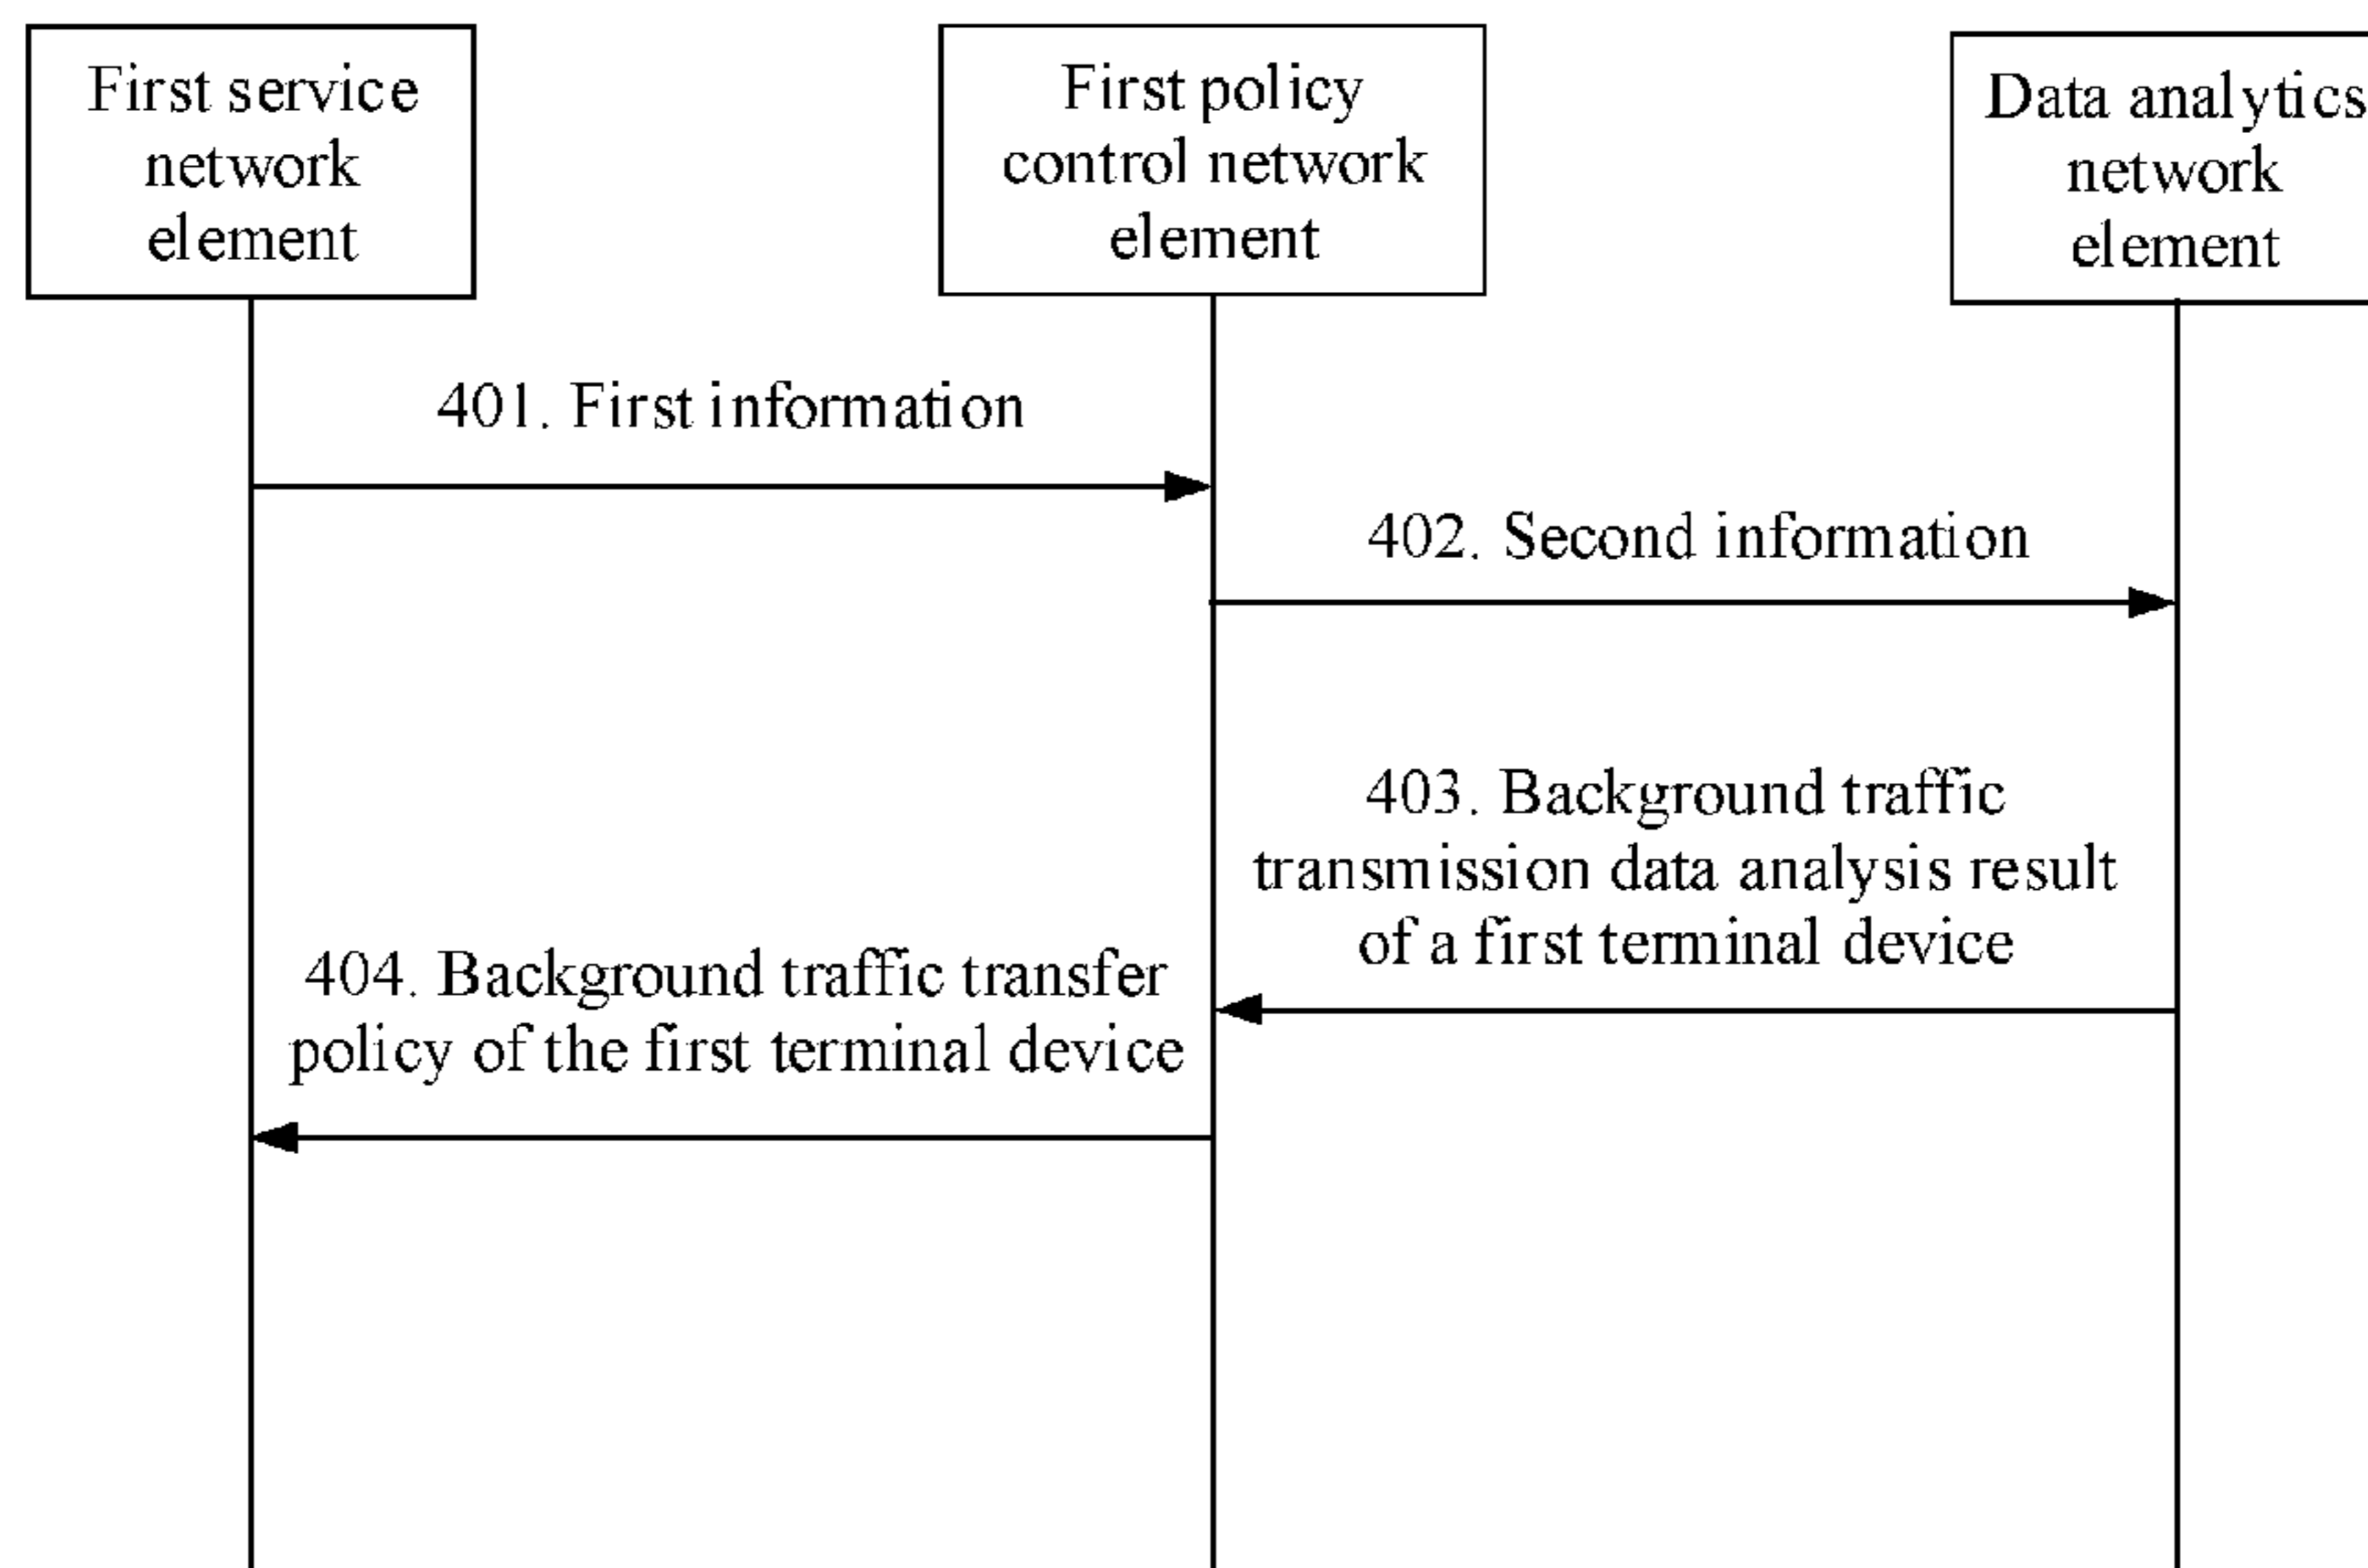 First service
network
element
First policy
control network
element
Data analytics
network
element
401. First information
402. Second information
403. Background traffic
transmission data analysis result
of a first terminal device
404. Background traffic transfer
policy of the first terminal device